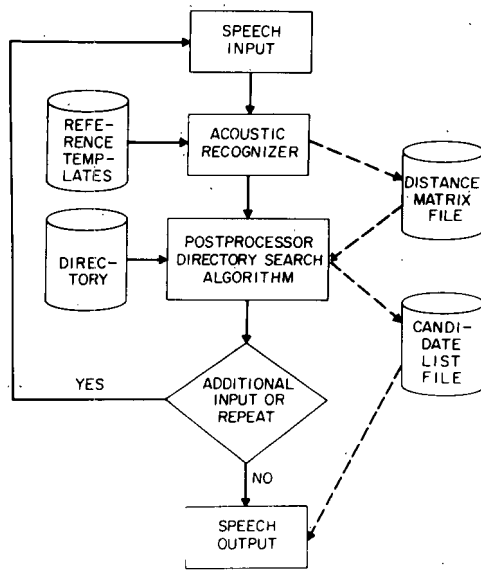 SPEECH
INPUT
REFE-
RENCE
TEMP-
LATES
ACOUSTIC
RECOGNIZER
DISTANCE
MATRIX
FILE
DIREC-
TORY
POSTPROCESSOR
DIRECTORY SEARCH
ALGORITHM
CANDI-
DATE
LIST
FILE
YES
ADDITIONAL
INPUT OR
REPEAT
NO
SPEECH
OUTPUT